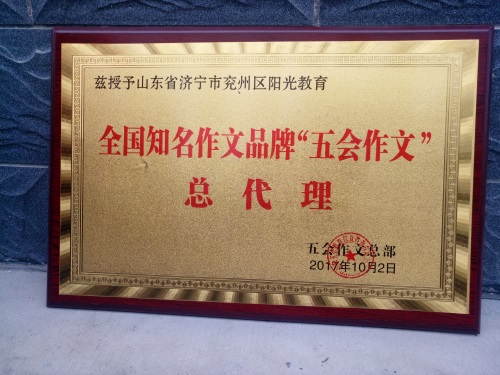 兹授予山东省济宁市兖州区阳光教育
全国知名作文品牌“五会作文”
总代理
五会作文总部
2017年10月2日